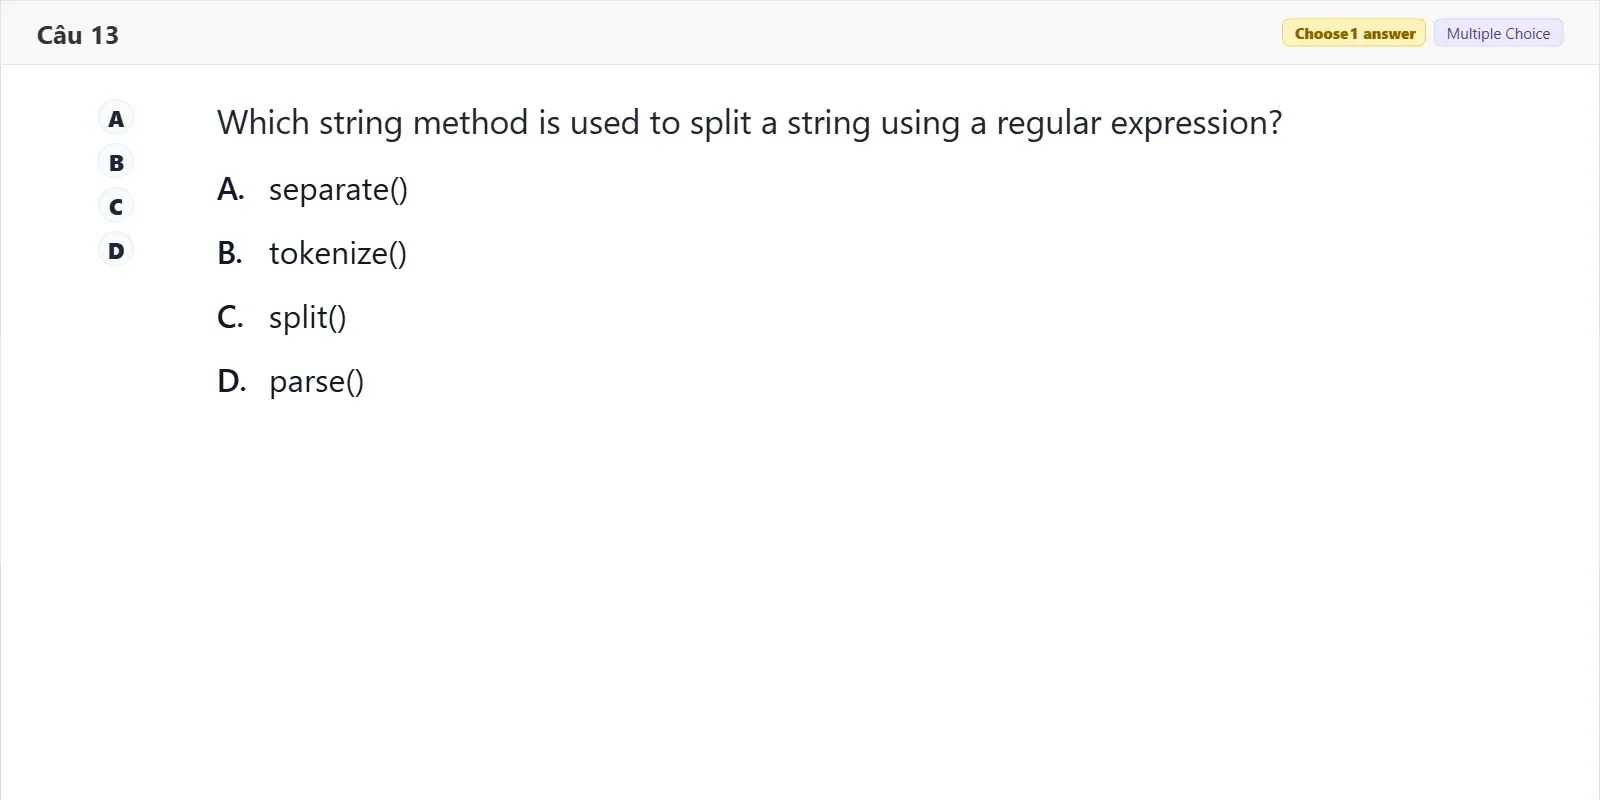 Câu 13
Choose 1 answer
Multiple Choice
A
B
C
D
Which string method is used to split a string using a regular expression?
A. separate()
B. tokenize()
C. split()
D. parse()